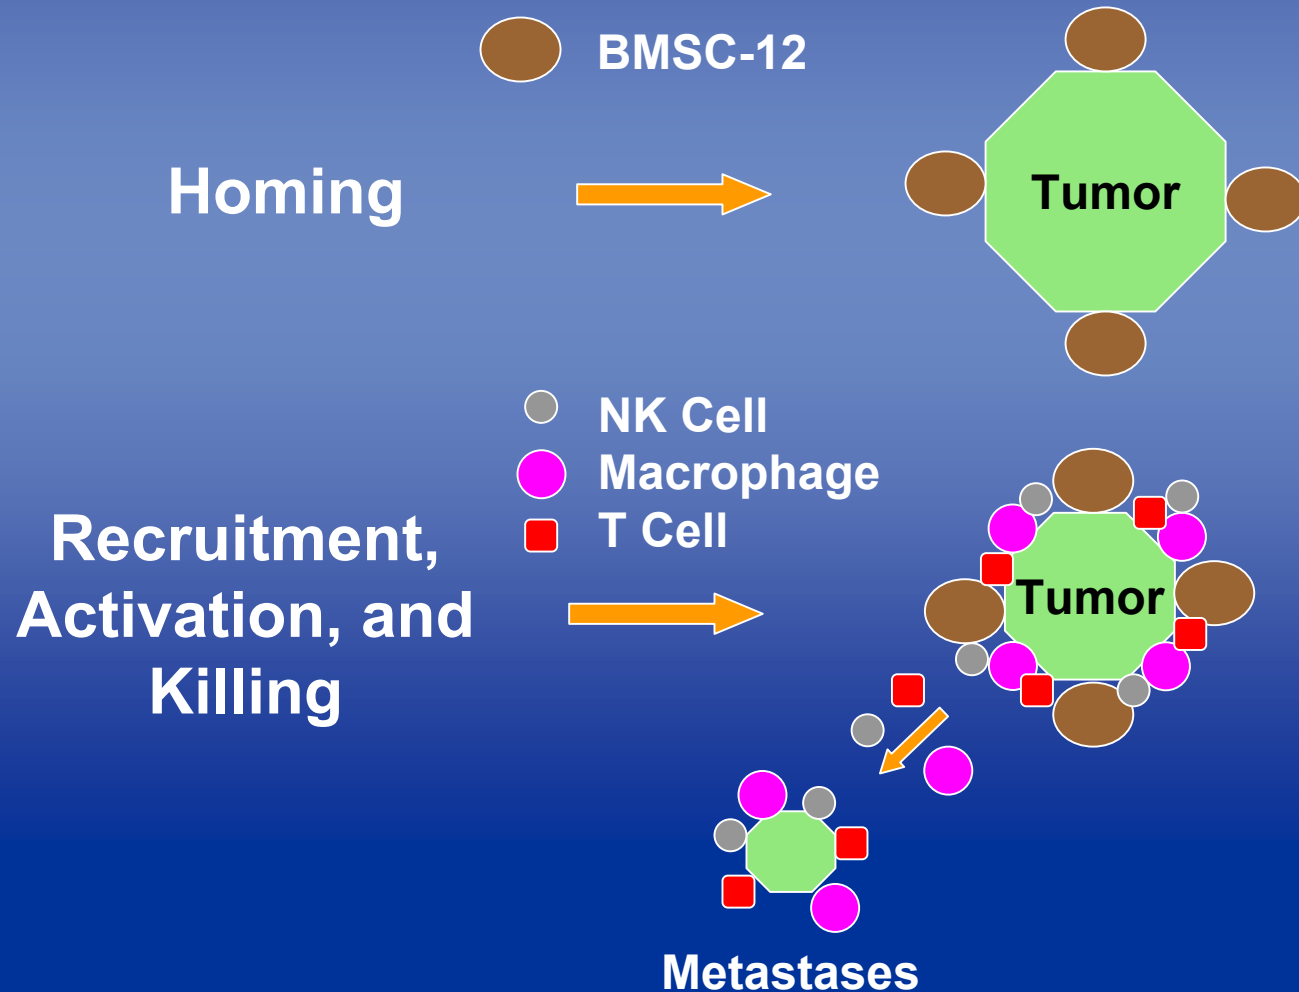 BMSC-12
Homing
Tumor
NK Cell
Macrophage
T Cell
Recruitment,
Activation, and
Killing
Tumor
Metastases